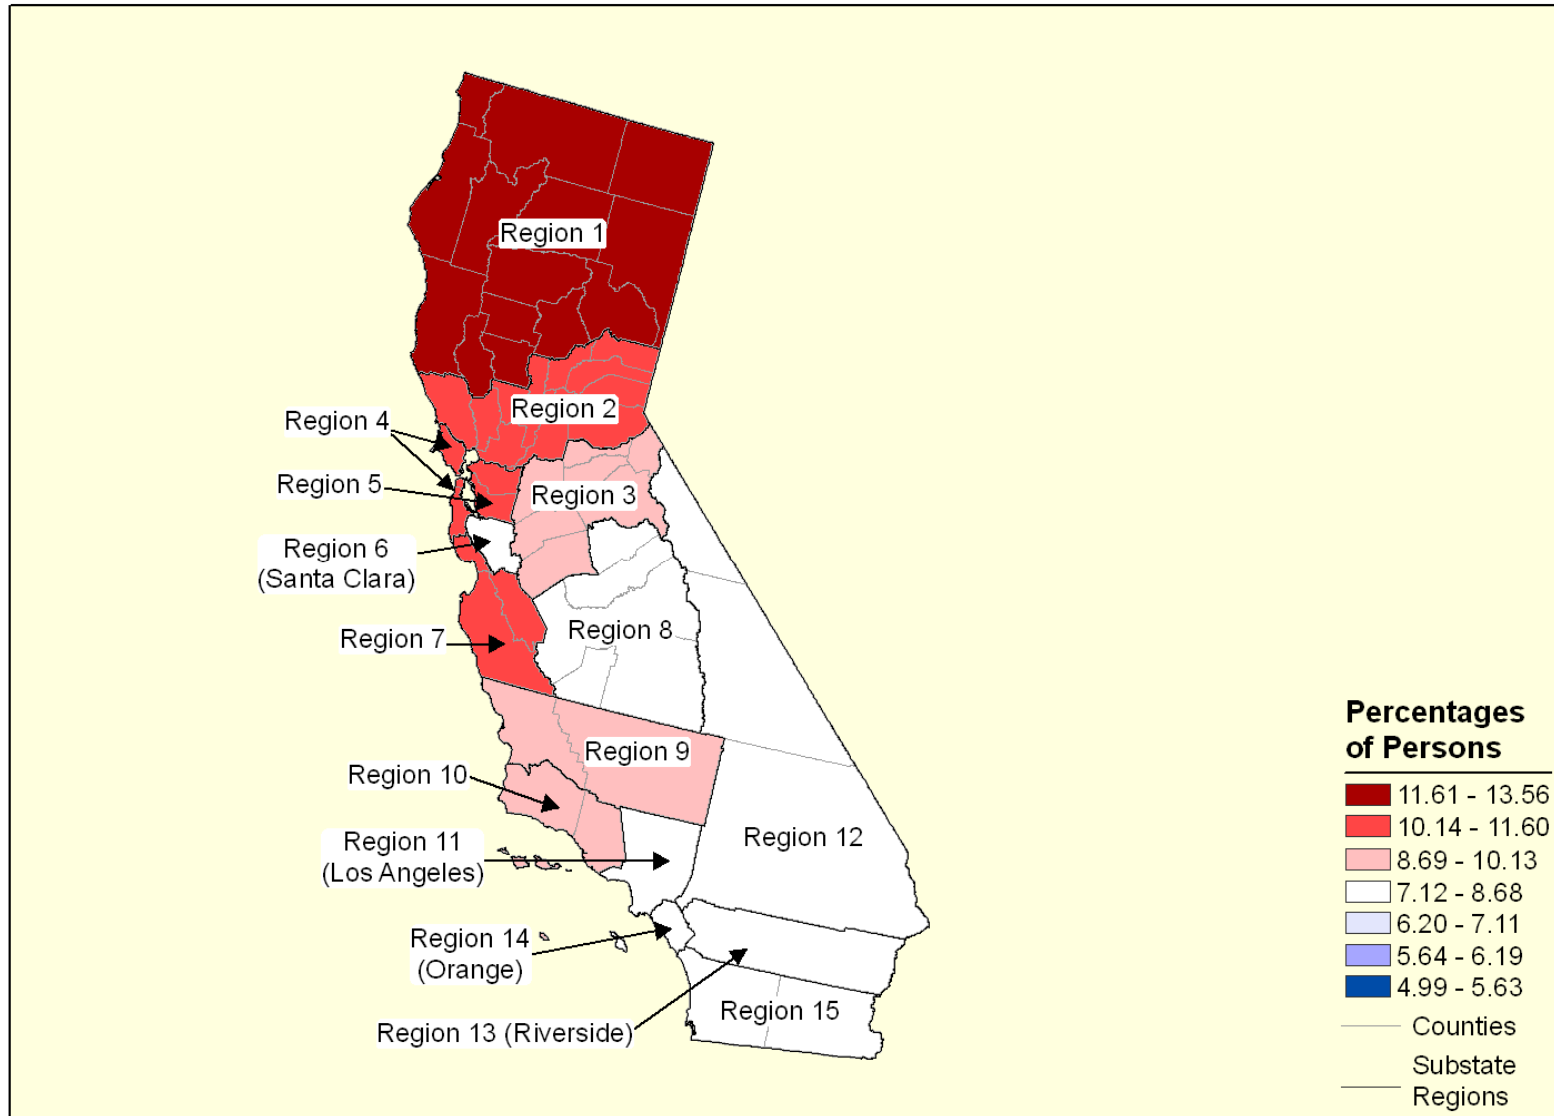 Region 1
Region 2
Region 4
Region 5
Region 3
Region 6
(Santa Clara)
Region 7
Region 8
Region 9
Region 10
Region 11
(Los Angeles)
Region 12
Region 14
(Orange)
Region 15
Region 13 (Riverside)
Percentages
of Persons
11.61 - 13.56
10.14 - 11.60
8.69 - 10.13
7.12 - 8.68
6.20 - 7.11
5.64 - 6.19
4.99 - 5.63
Counties
Substate
Regions